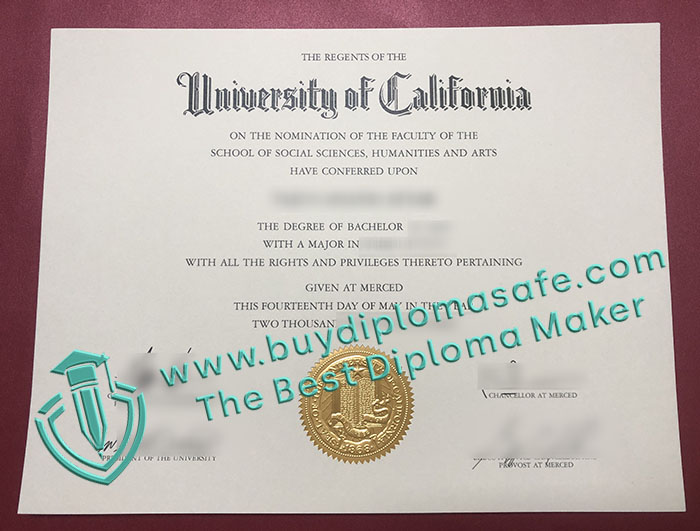 THE REGENTS OF THE
University of California
ON THE NOMINATION OF THE FACULTY OF THE
SCHOOL OF SOCIAL SCIENCES, HUMANITIES AND ARTS
HAVE CONFERRED UPON
THE DEGREE OF BACHELOR
WITH A MAJOR IN
WITH ALL THE RIGHTS AND PRIVILEGES THERETO PERTAINING
GIVEN AT MERCED
THIS FOURTEENTH DAY OF MAY IN THE
TWO
www.buydiplomasafe.com
The Best Diploma Maker
CHANCELLOR AT MERCED
PRESIDENT OF THE UNIVERSITY
PROVOST AT MERCED
1868